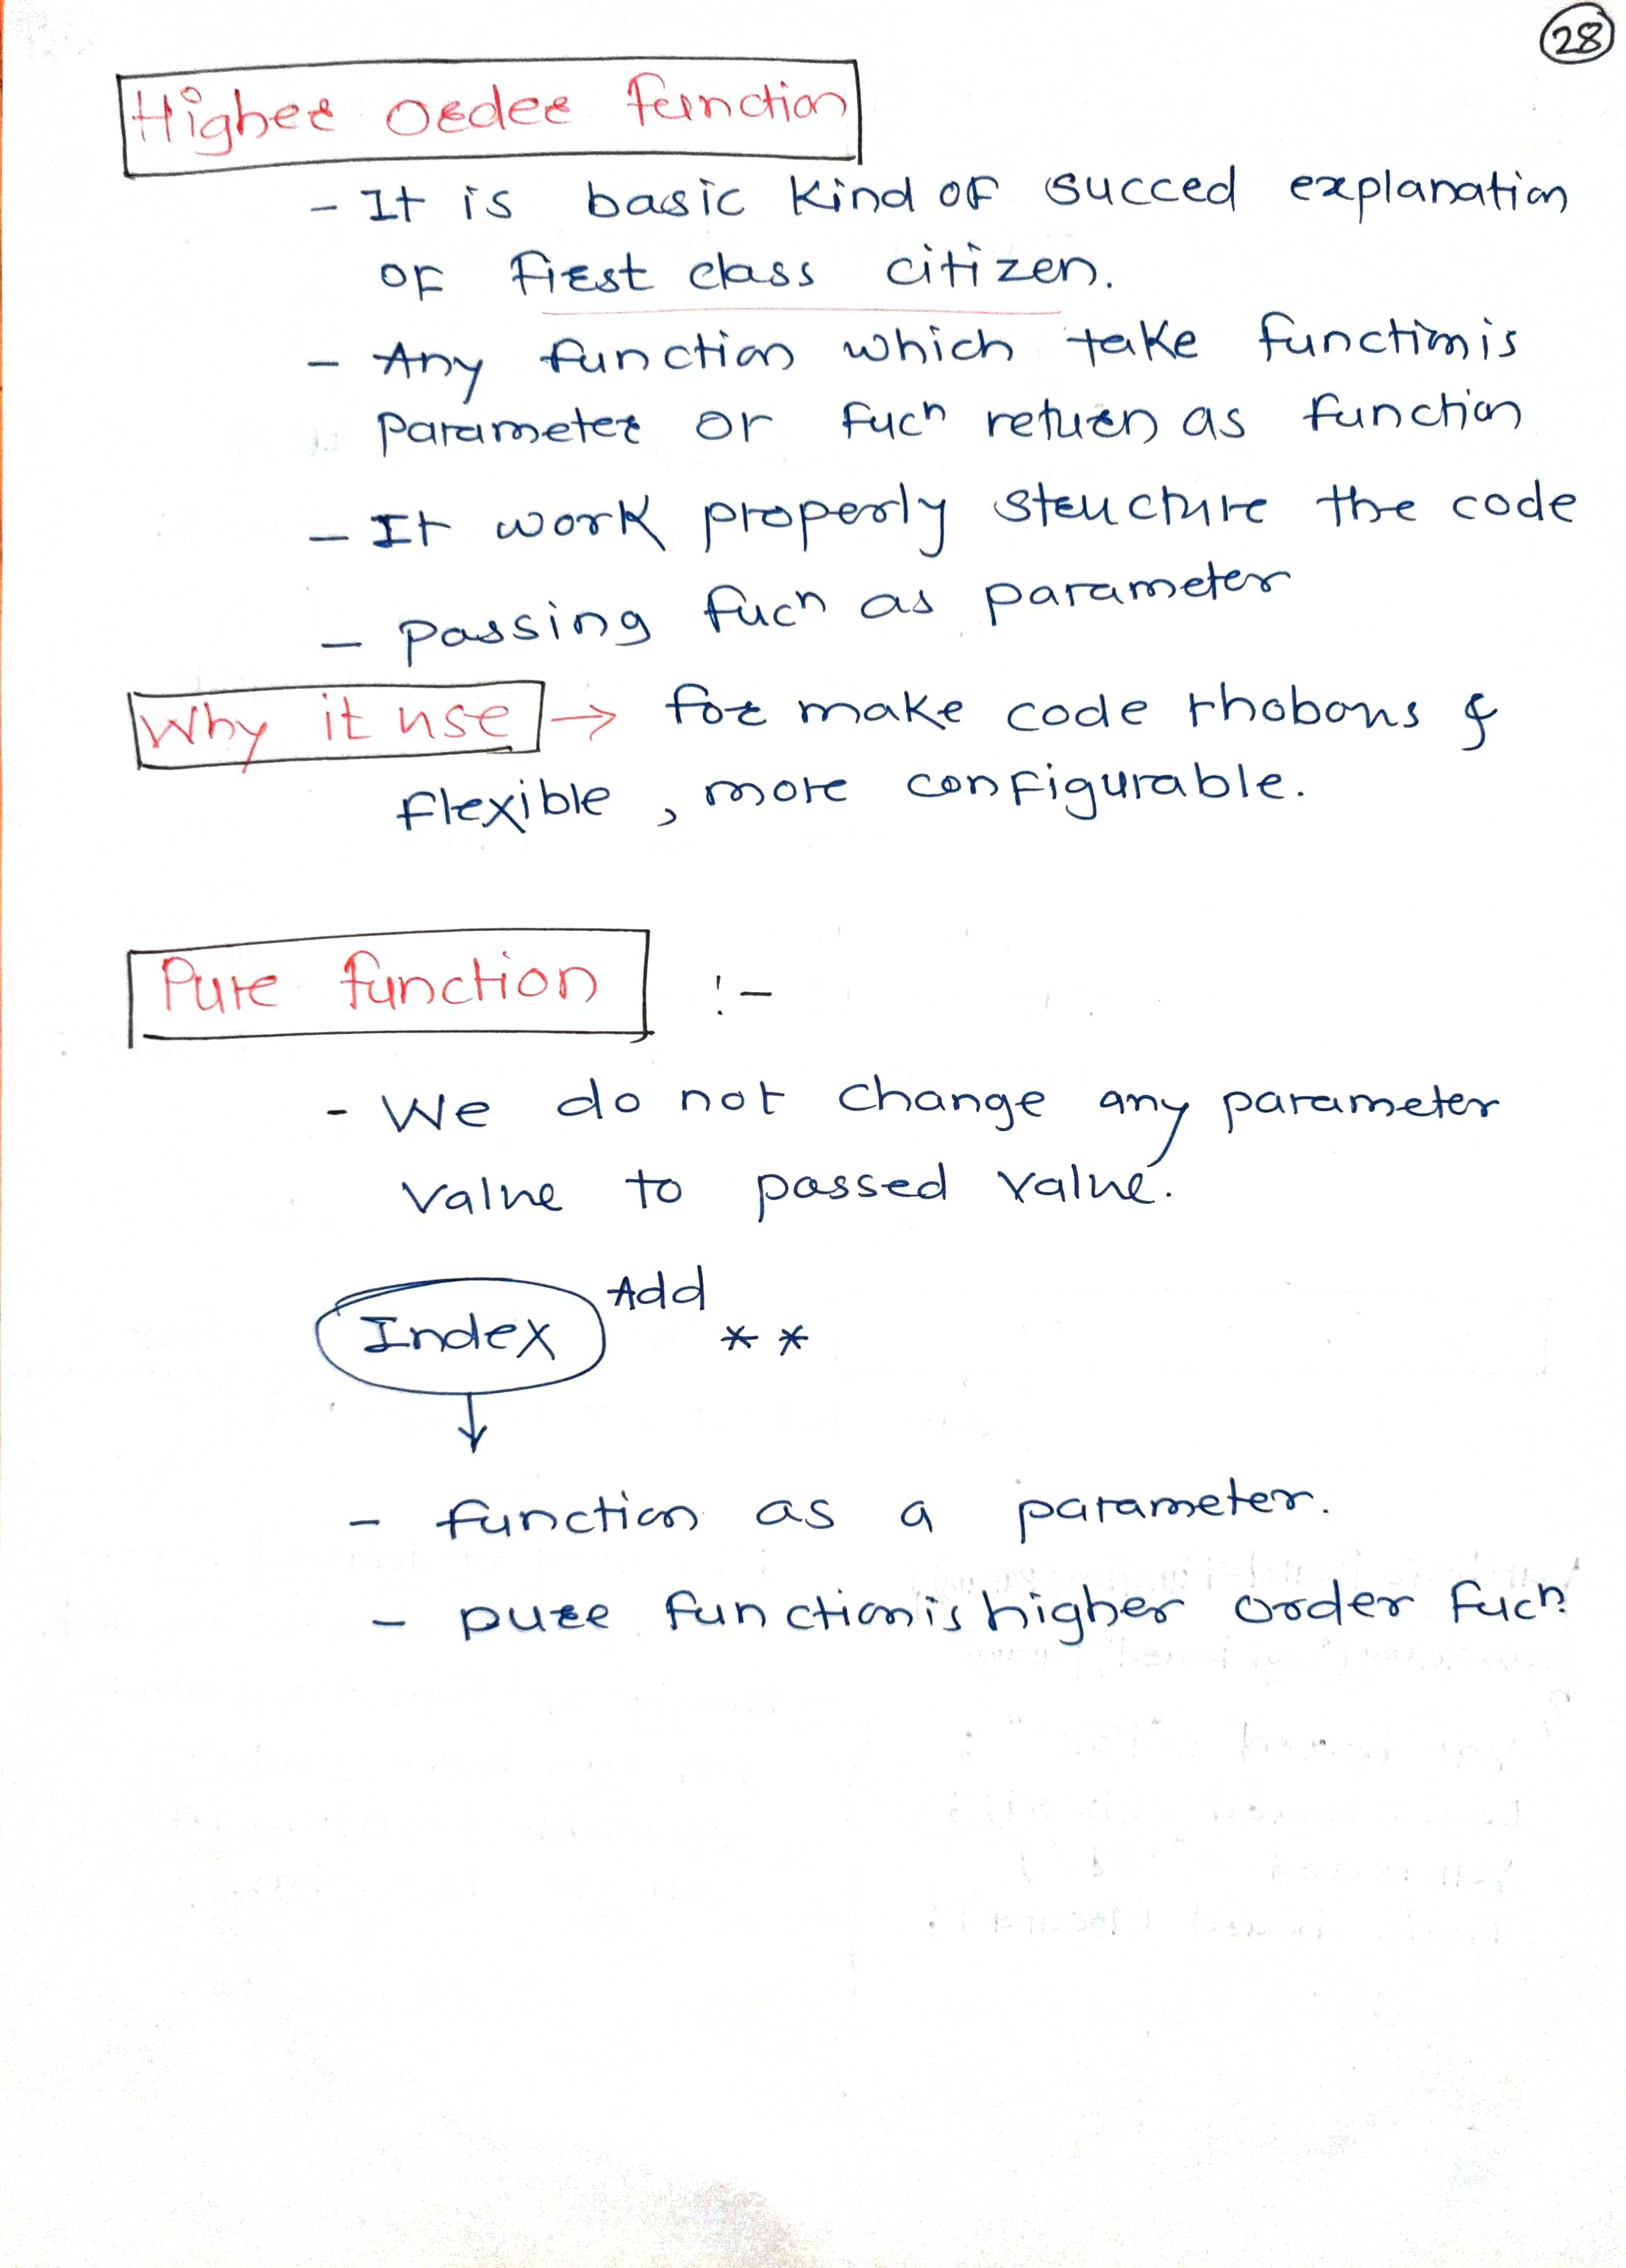 28
Higher order function
- It is basic kind of succed explanation
of first class citizen.
- Any function which take function is
parameter or fucn return as function
- It work properly structure the code
- passing fucn as parameter
Why it use → for make code rhobons &
flexible , more configurable.
Pure function :-
- We do not change any parameter
value to passed value.
Add
Index **
↓
- function as a parameter.
- pure function is higher order fucn